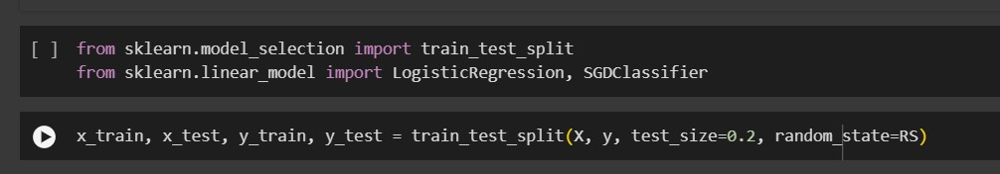 [ ] from sklearn.model_selection import train_test_split
from sklearn.linear_model import LogisticRegression, SGDClassifier
x_train, x_test, y_train, y_test = train_test_split(X, y, test_size=0.2, random_state=RS)